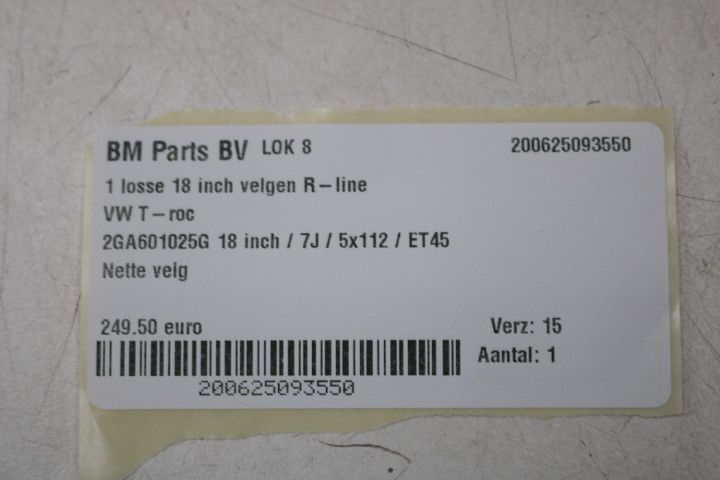 BM Parts BV LOK 8 200625093550
1 losse 18 inch velgen R-line
VW T-roc
2GA601025G 18 inch / 7J / 5x112 / ET45
Nette velg
249.50 euro Verz: 15
Aantal: 1
200625093550